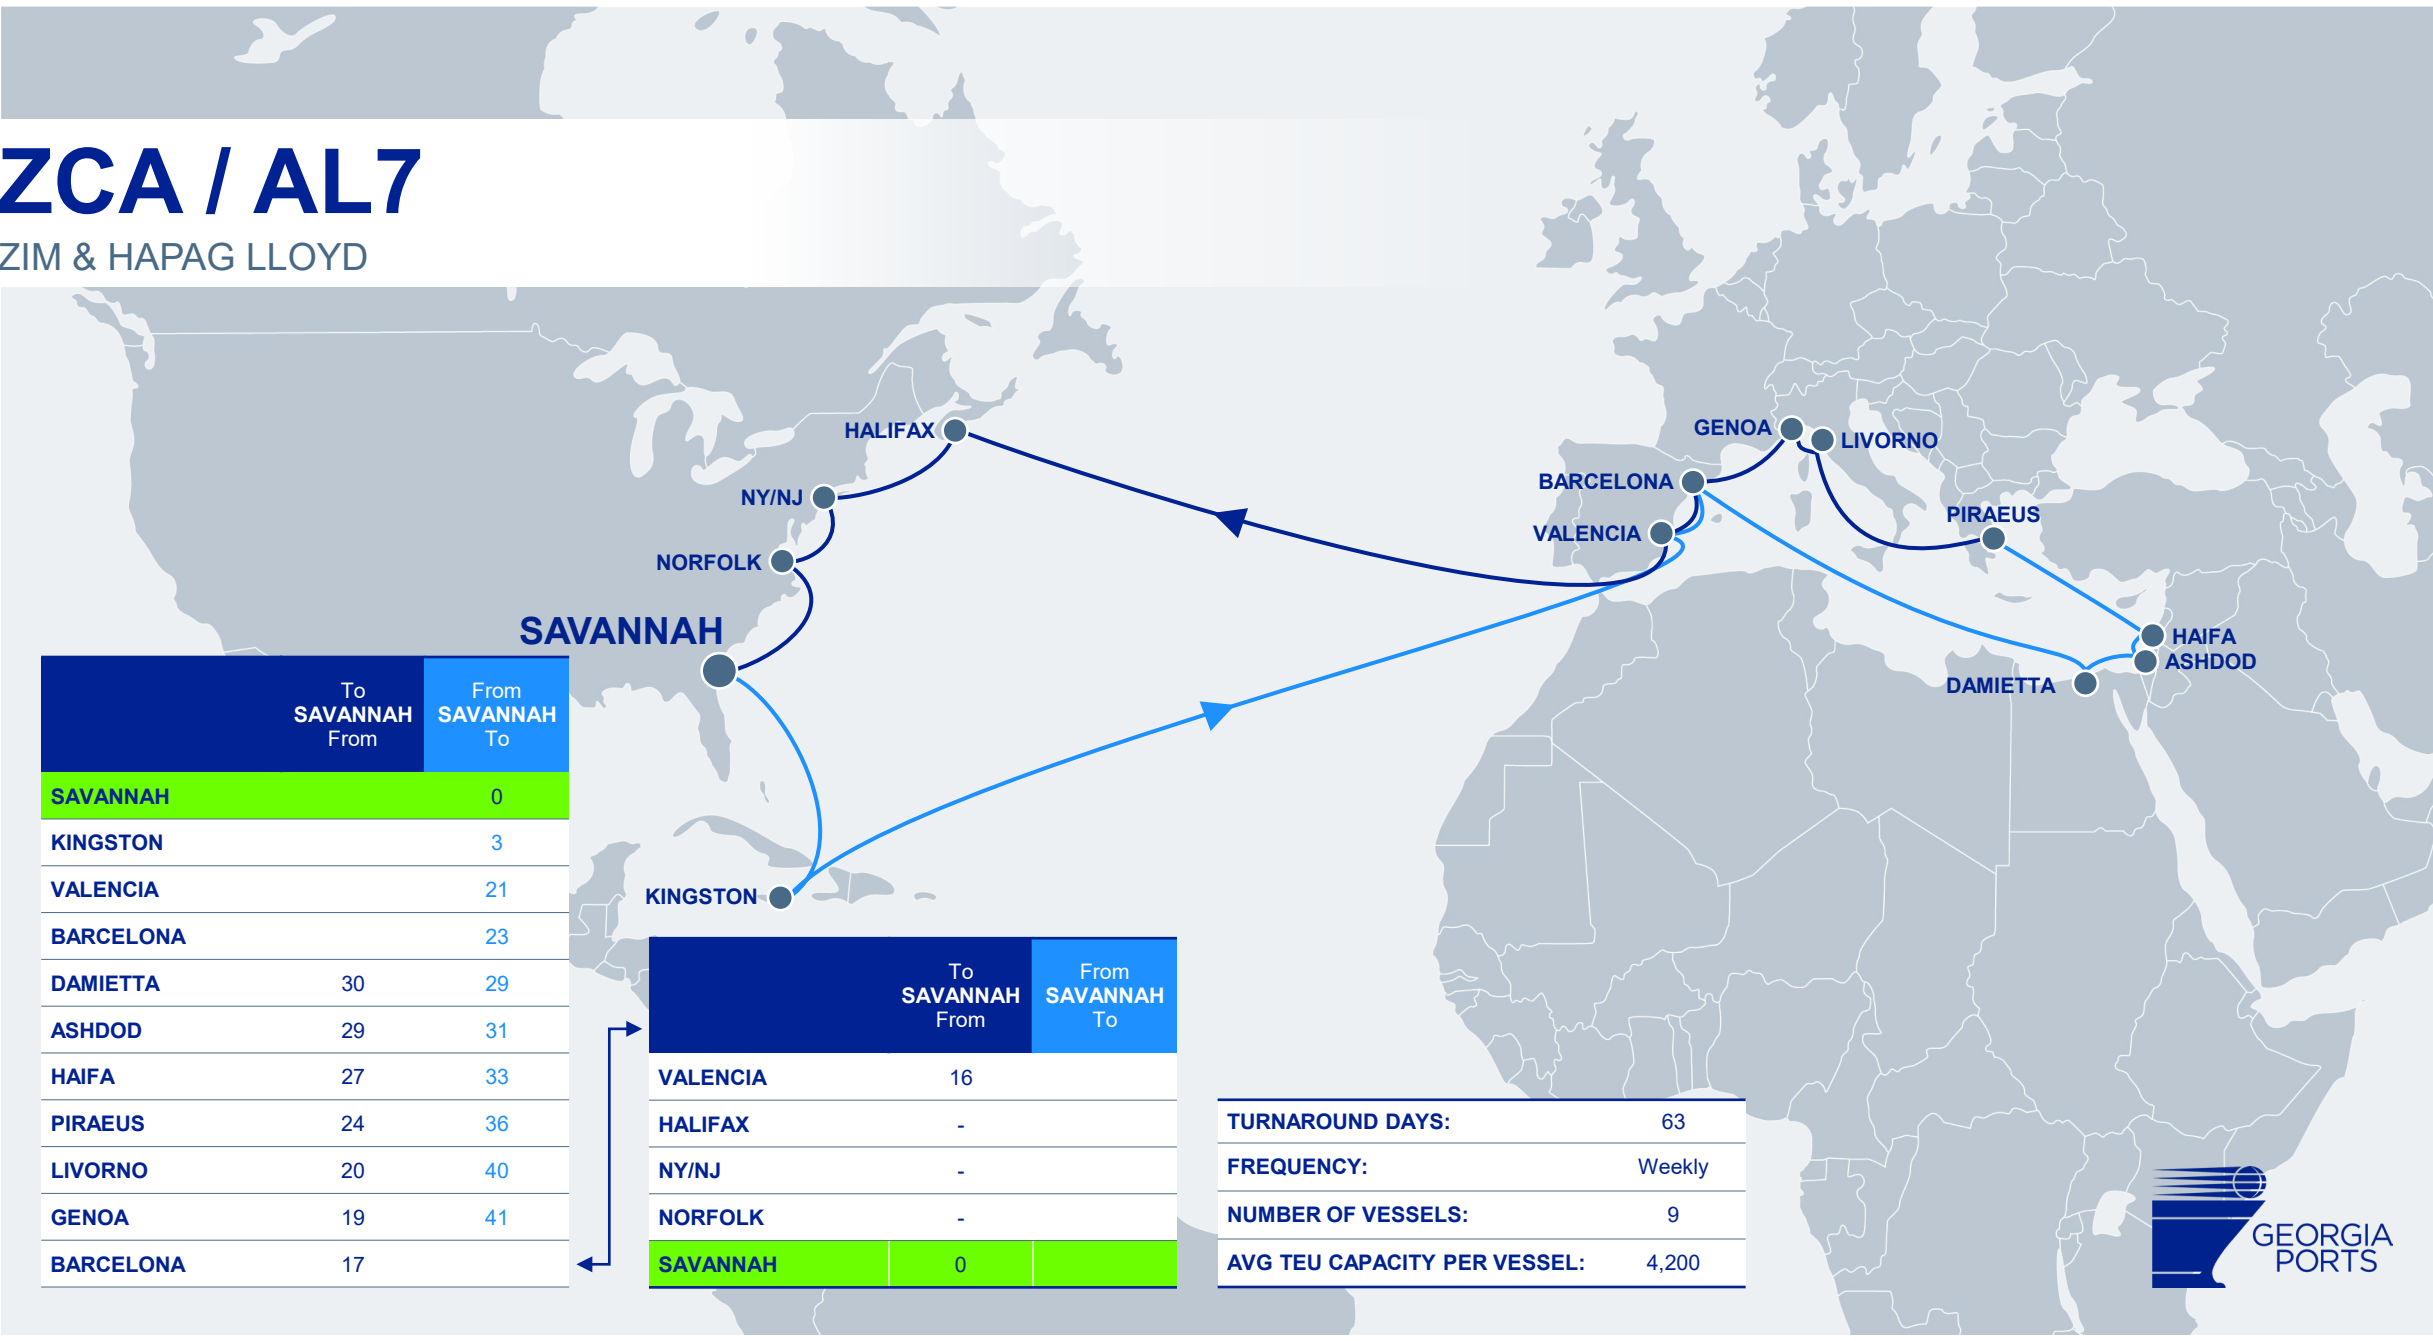 ZCA / AL7
ZIM & HAPAG LLOYD
HALIFAX
NY/NJ
NORFOLK
SAVANNAH
KINGSTON
GENOA
LIVORNO
BARCELONA
VALENCIA
PIRAEUS
HAIFA
ASHDOD
DAMIETTA
To SAVANNAH From
From SAVANNAH To
SAVANNAH 0
KINGSTON 3
VALENCIA 21
BARCELONA 23
DAMIETTA 30 29
ASHDOD 29 31
HAIFA 27 33
PIRAEUS 24 36
LIVORNO 20 40
GENOA 19 41
BARCELONA 17
To SAVANNAH From
From SAVANNAH To
VALENCIA 16
HALIFAX -
NY/NJ -
NORFOLK -
SAVANNAH 0
TURNAROUND DAYS: 63
FREQUENCY: Weekly
NUMBER OF VESSELS: 9
AVG TEU CAPACITY PER VESSEL: 4,200
GEORGIA
PORTS